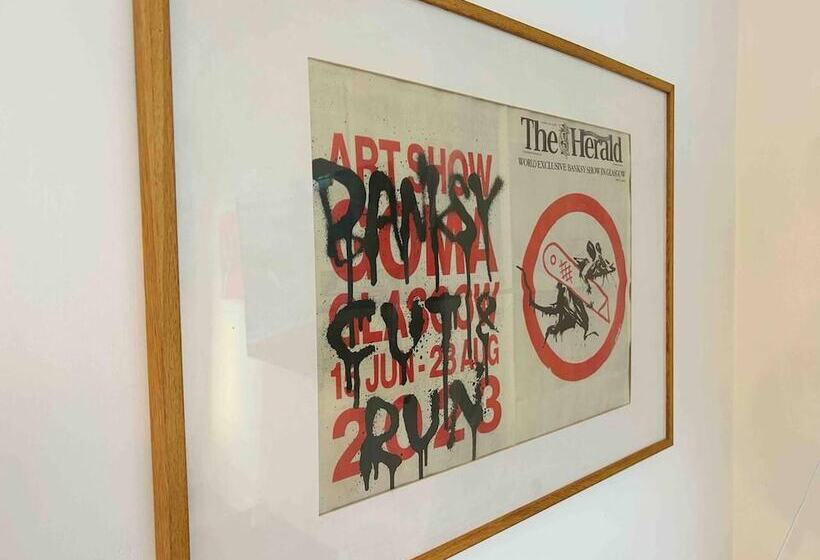 ART SHOW
BANKSY
GOMA
GLASGOW
CUT &
JUN - 28 AUG
2023
RUN
The Herald
WORLD EXCLUSIVE BANKSY SHOW IN GLASGOW